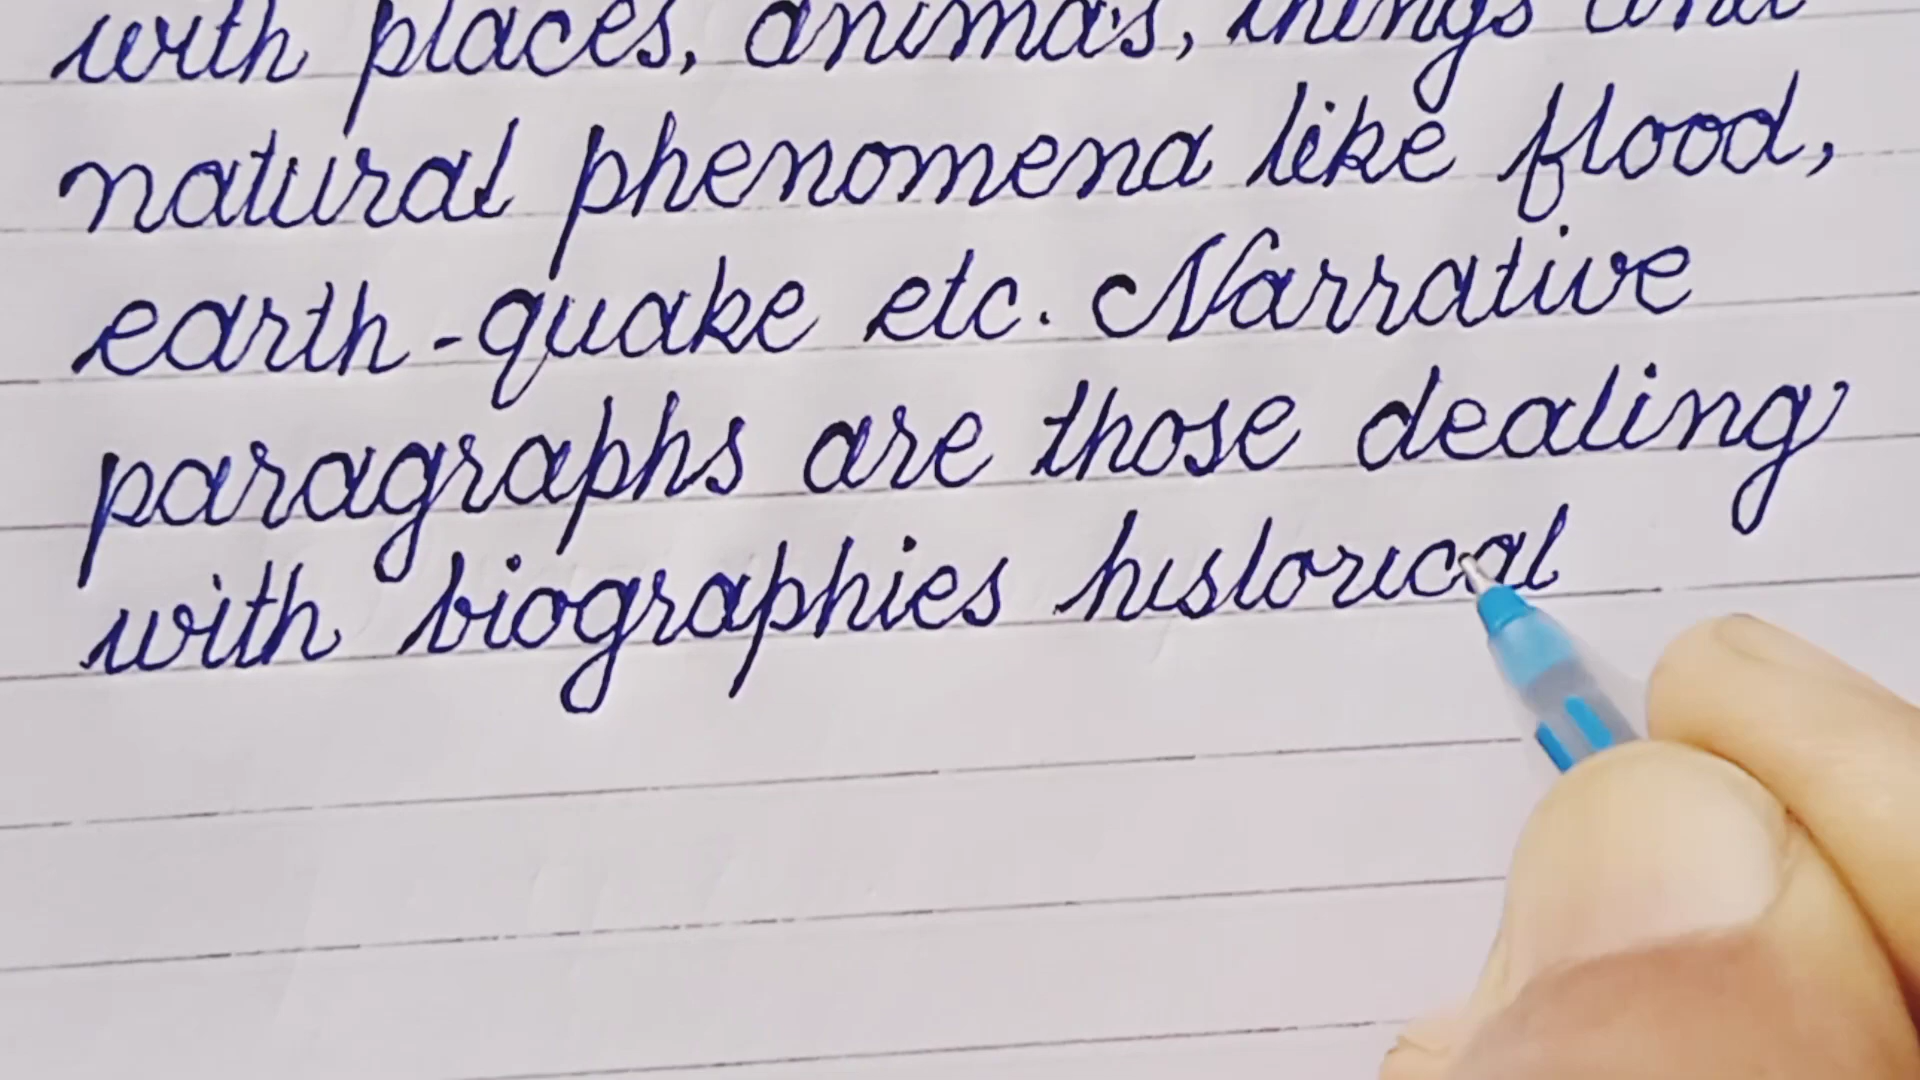 with places, animals, things and
natural phenomena like flood,
earth-quake etc. Narrative
paragraphs are those dealing
with biographies historical